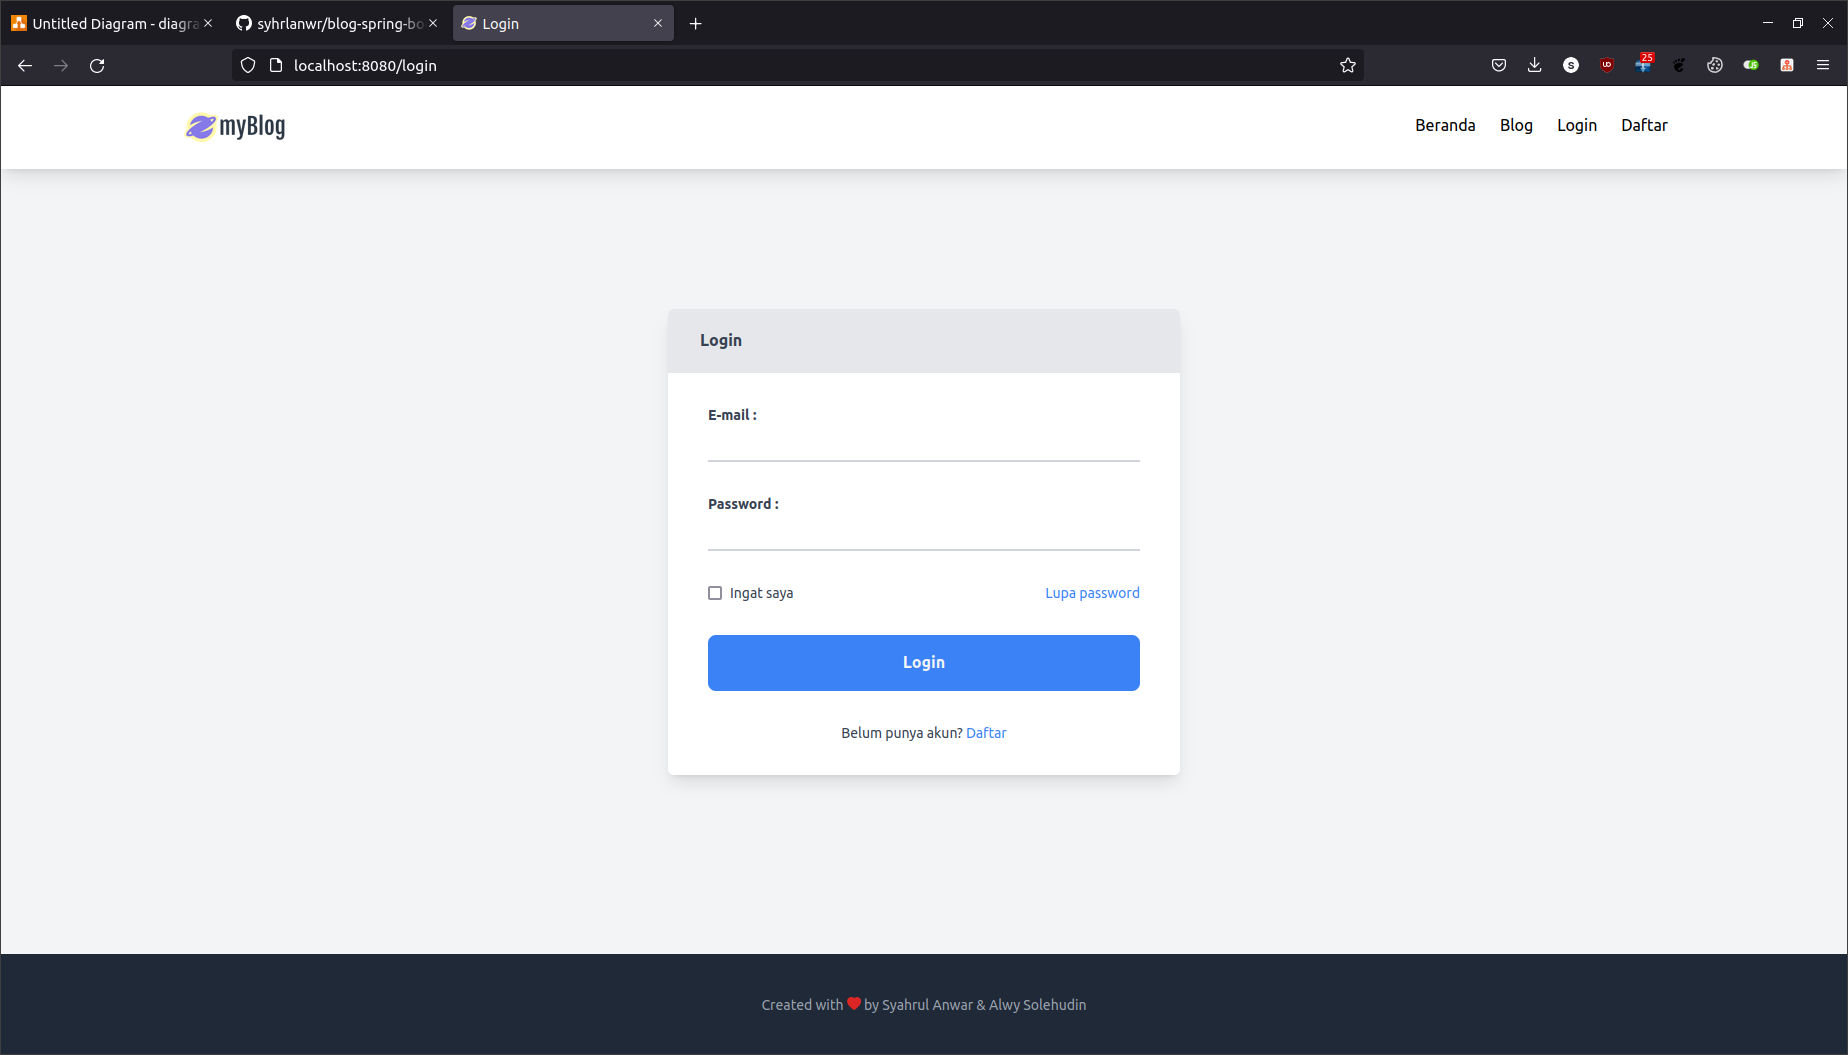 Untitled Diagram - diagra
syhrlanwr/blog-spring-bo
Login
localhost:8080/login
25
myBlog
Beranda Blog Login Daftar
Login
E-mail :
Password :
Ingat saya Lupa password
Login
Belum punya akun? Daftar
Created with ❤ by Syahrul Anwar & Alwy Solehudin